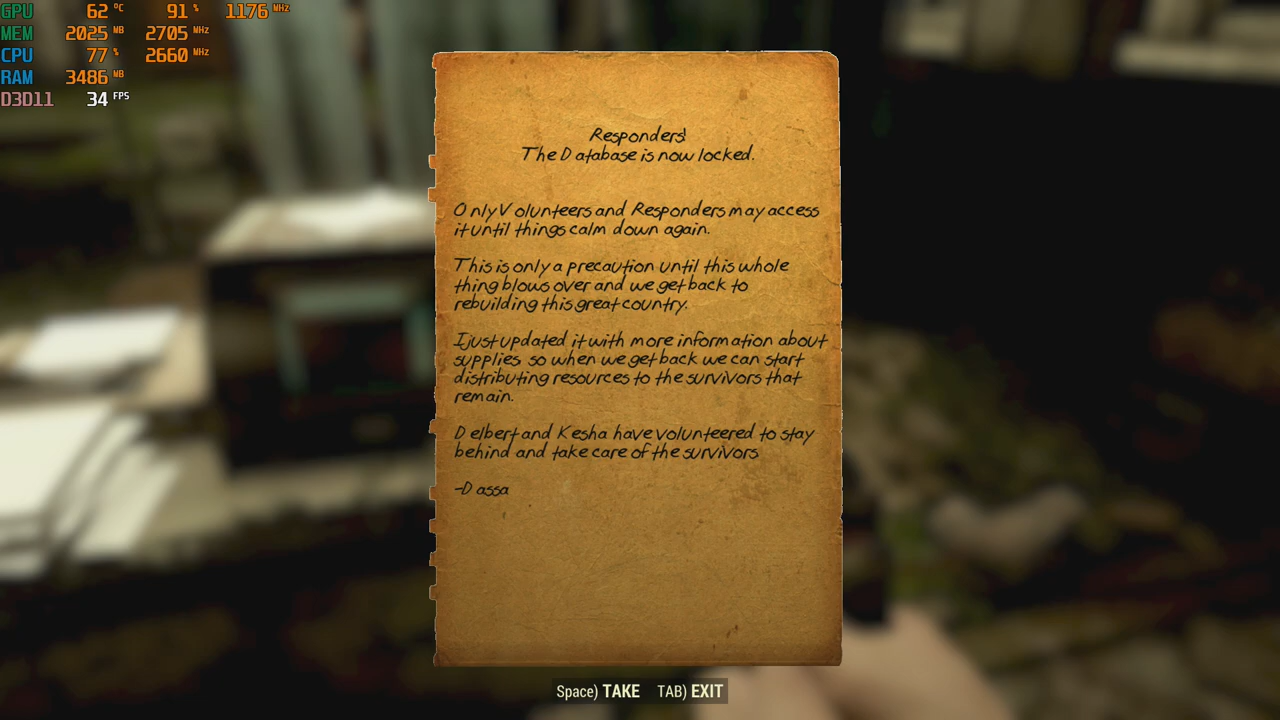 GPU 62 °C 91 % 1176 MHz
MEM 2025 MB 2705 MHz
CPU 77 % 2660 MHz
RAM 3486 MB
D3D11 34 FPS
Responders!
The Database is now locked.
Only Volunteers and Responders may access
it until things calm down again.
This is only a precaution until this whole
thing blows over and we get back to
rebuilding this great country.
I just updated it with more information about
supplies so when we get back we can start
distributing resources to the survivors that
remain.
Delbert and Kesha have volunteered to stay
behind and take care of the survivors
-Dassa
Space) TAKE TAB) EXIT